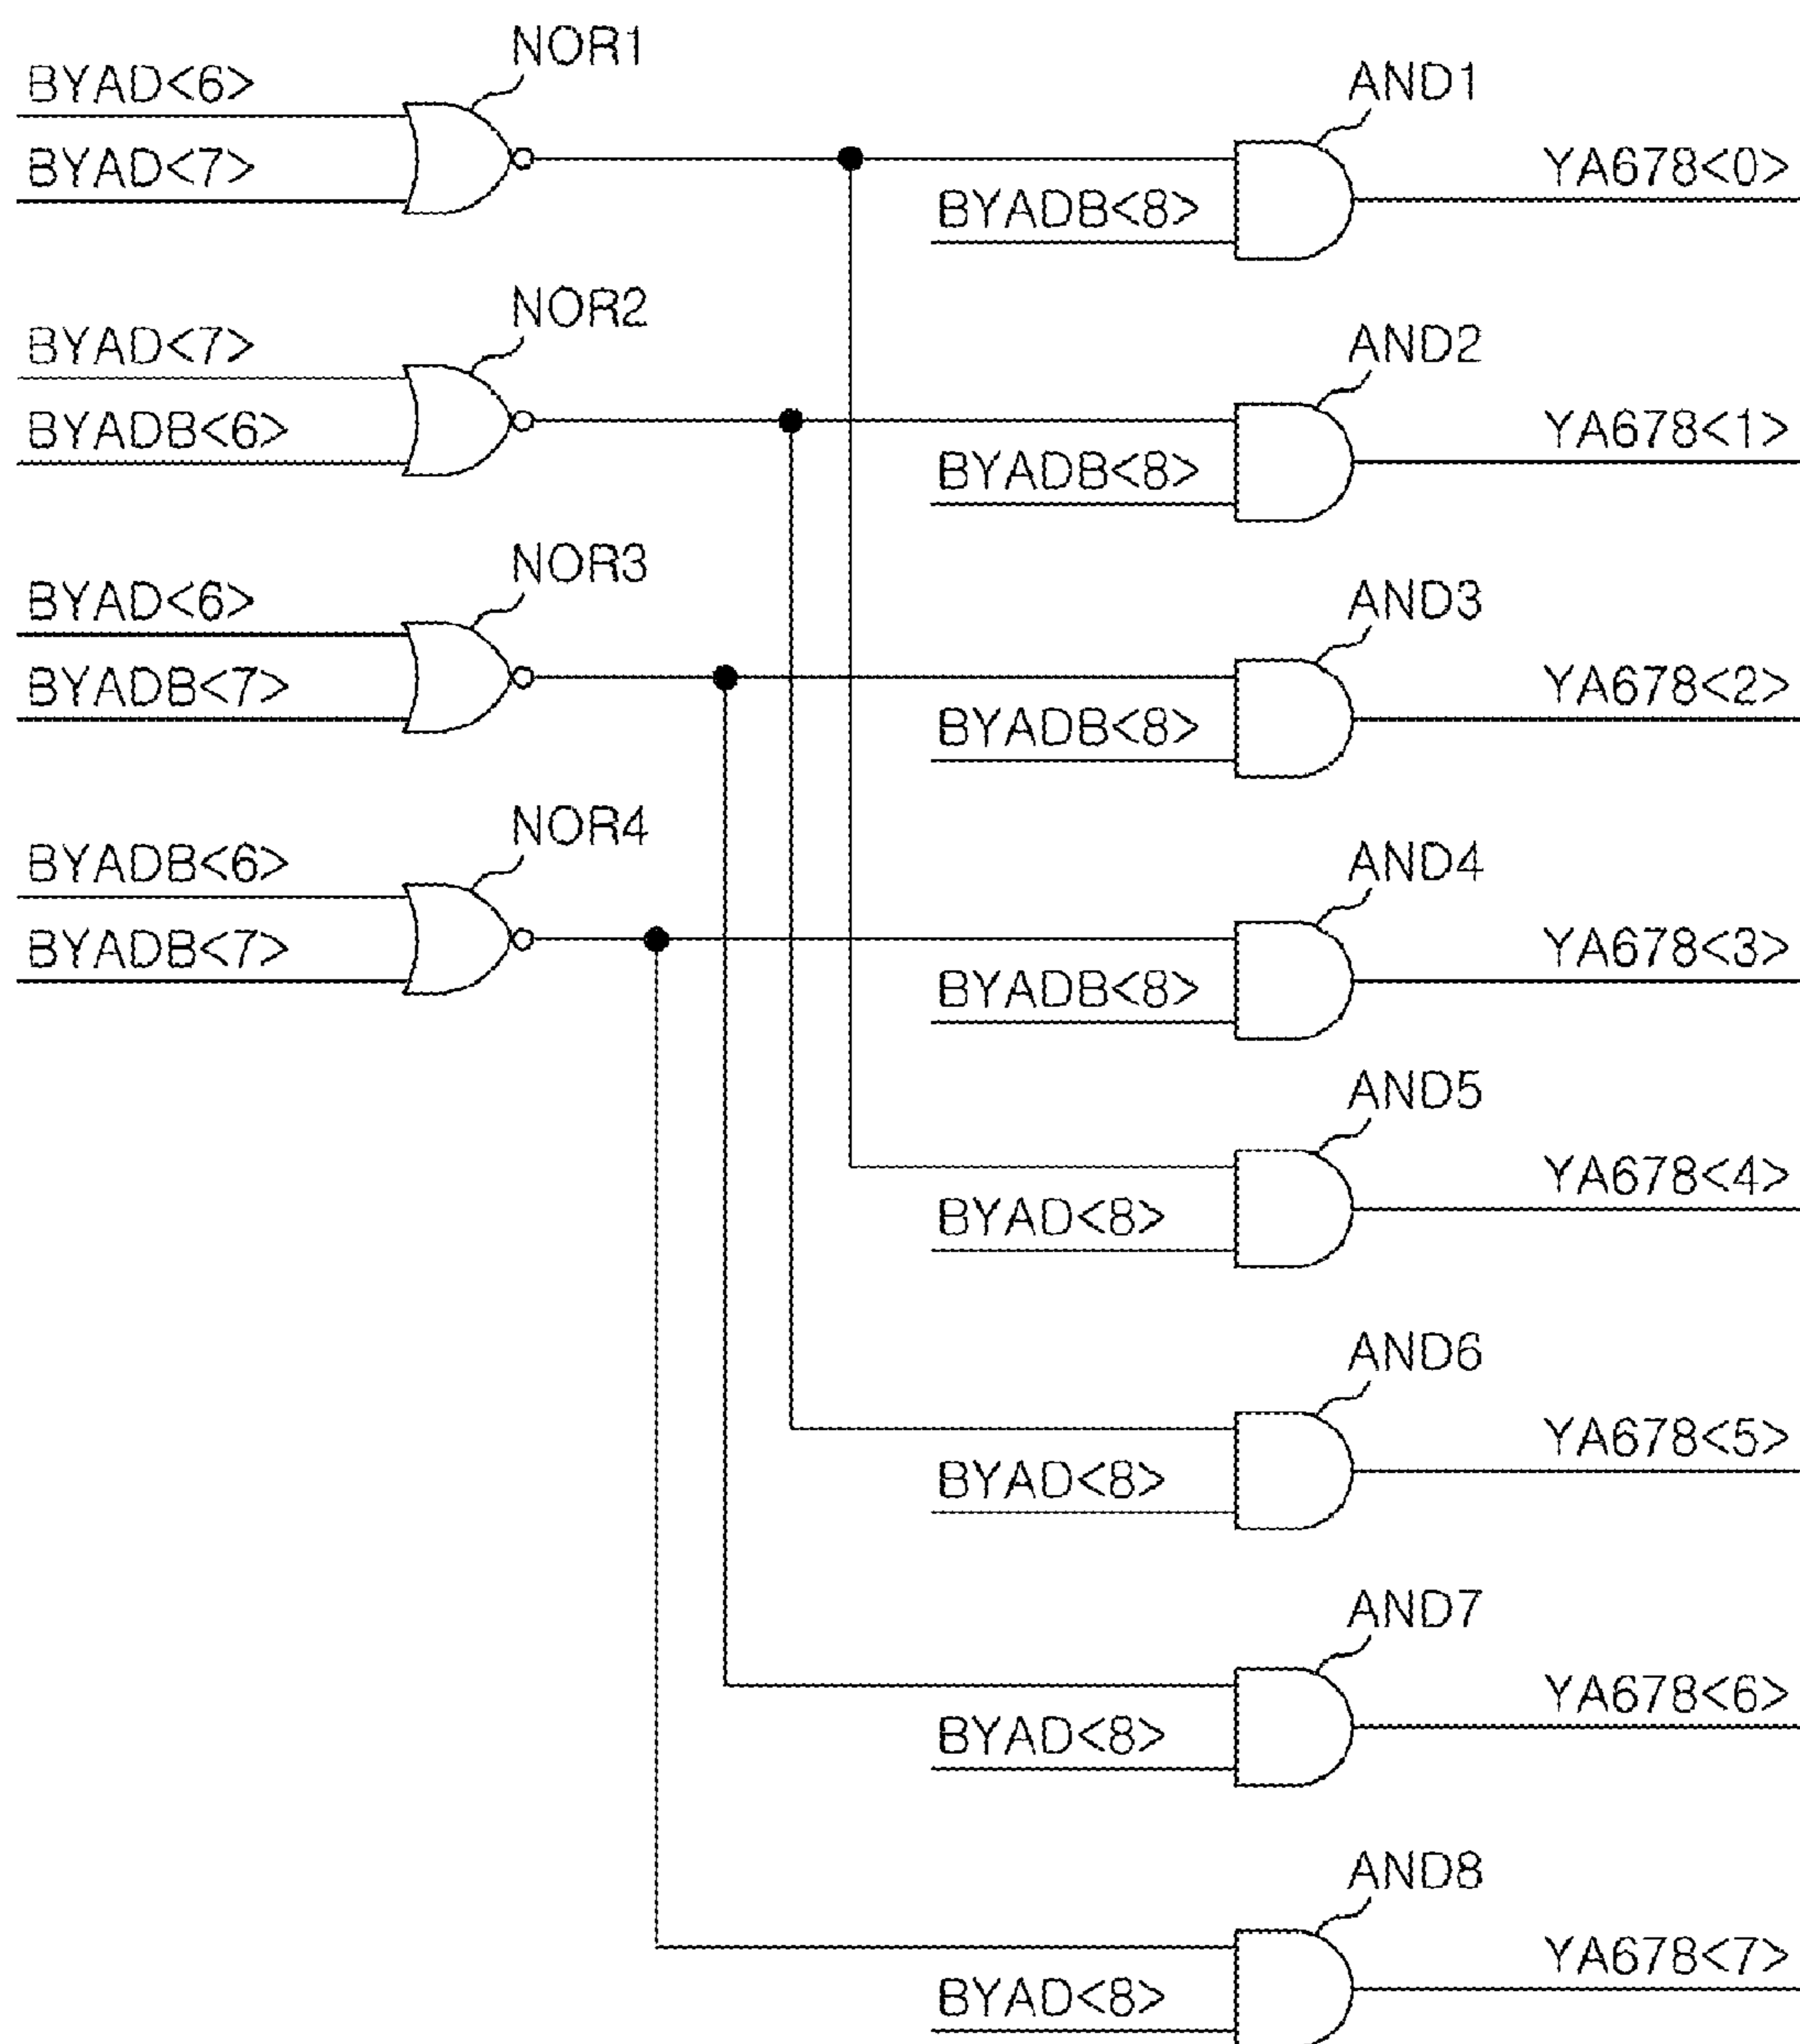 NOR1
BYAD<6>
BYAD<7>
AND1
BYADB<8>
YA678<0>
NOR2
BYAD<7>
BYADB<6>
AND2
BYADB<8>
YA678<1>
NOR3
BYAD<6>
BYADB<7>
AND3
BYADB<8>
YA678<2>
NOR4
BYADB<6>
BYADB<7>
AND4
BYADB<8>
YA678<3>
AND5
BYAD<8>
YA678<4>
AND6
BYAD<8>
YA678<5>
AND7
BYAD<8>
YA678<6>
AND8
BYAD<8>
YA678<7>